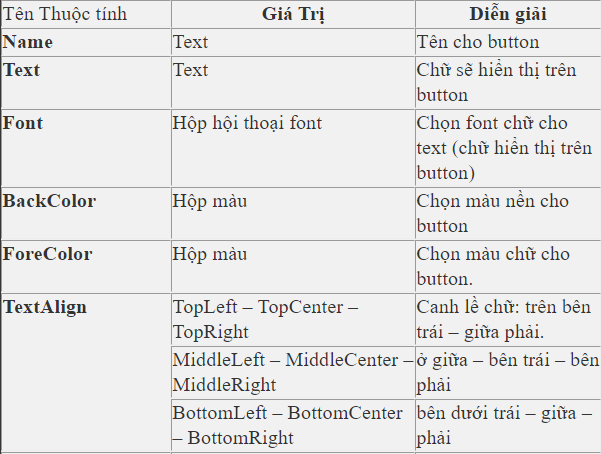 Tên Thuộc tính
Giá Trị
Diễn giải
Name
Text
Tên cho button
Text
Text
Chữ sẽ hiển thị trên
button
Font
Hộp hội thoại font
Chọn font chữ cho
text (chữ hiển thị trên
button)
BackColor
Hộp màu
Chọn màu nền cho
button
ForeColor
Hộp màu
Chọn màu chữ cho
button.
TextAlign
TopLeft – TopCenter –
TopRight
Canh lề chữ: trên bên
trái – giữa phải.
MiddleLeft – MiddleCenter –
MiddleRight
ở giữa – bên trái – bên
phải
BottomLeft – BottomCenter
– BottomRight
bên dưới trái – giữa –
phải